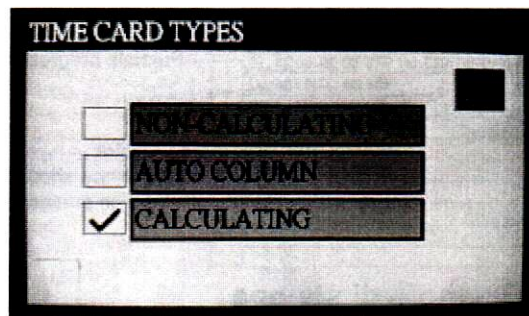 TIME CARD TYPES
NON-CALCULATING
AUTO COLUMN
CALCULATING